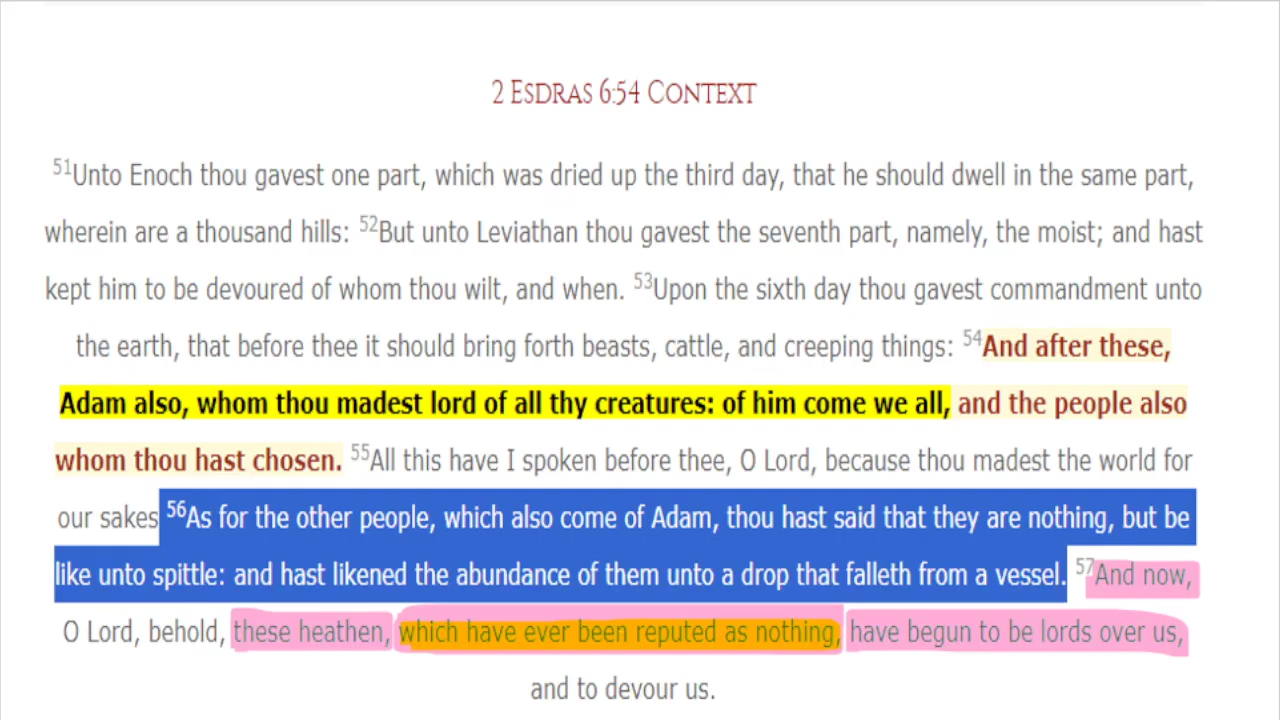 2 Esdras 6:54 Context
51Unto Enoch thou gavest one part, which was dried up the third day, that he should dwell in the same part,
wherein are a thousand hills: 52But unto Leviathan thou gavest the seventh part, namely, the moist; and hast
kept him to be devoured of whom thou wilt, and when. 53Upon the sixth day thou gavest commandment unto
the earth, that before thee it should bring forth beasts, cattle, and creeping things: 54And after these,
Adam also, whom thou madest lord of all thy creatures: of him come we all, and the people also
whom thou hast chosen. 55All this have I spoken before thee, O Lord, because thou madest the world for
our sakes 56As for the other people, which also come of Adam, thou hast said that they are nothing, but be
like unto spittle: and hast likened the abundance of them unto a drop that falleth from a vessel. 57And now,
O Lord, behold, these heathen, which have ever been reputed as nothing, have begun to be lords over us,
and to devour us.